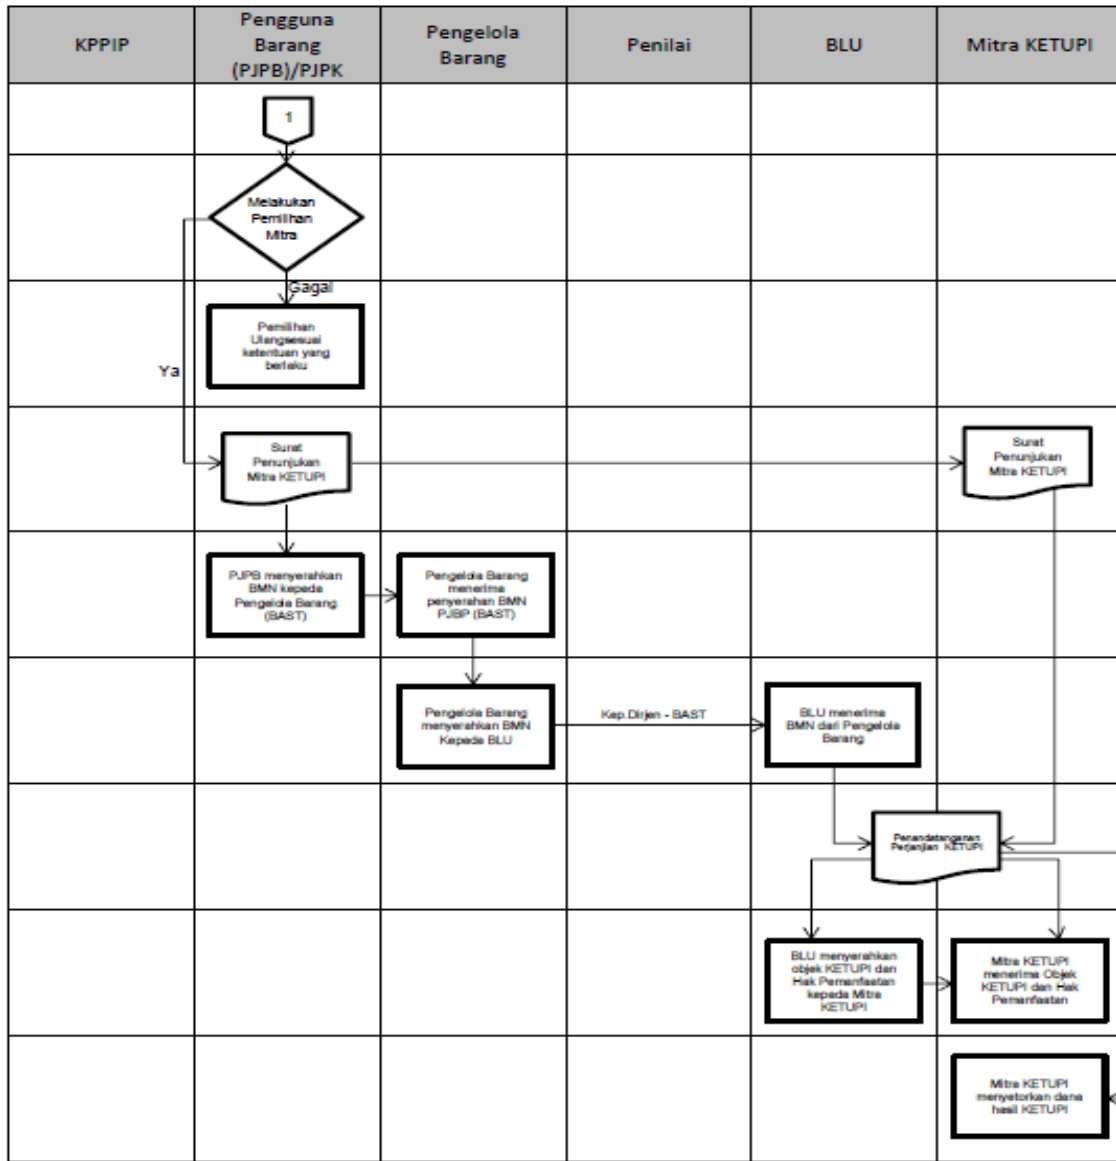 KPPIP
Pengguna
Barang
(PJPB)/PJPK
Pengelola
Barang
Penilai
BLU
Mitra KETUPI
1
Melakukan
Pemilihan
Mitra
Gagal
Pemilihan
Ulangsesuai
ketentuan yang
berlaku
Ya
Surat
Penunjukan
Mitra KETUPI
Surat
Penunjukan
Mitra KETUPI
PJPB menyerahkan
BMN kepada
Pengelola Barang
(BAST)
Pengelola Barang
menerima
penyerahan BMN
PJBP (BAST)
Pengelola Barang
menyerahkan BMN
Kepada BLU
Kep.Dirjen - BAST
BLU menerima
BMN dari Pengelola
Barang
Penandatanganan
Perjanjian KETUPI
BLU menyerahkan
objek KETUPI dan
Hak Pemanfaatan
kepada Mitra
KETUPI
Mitra KETUPI
menerima Objek
KETUPI dan Hak
Pemanfaatan
Mitra KETUPI
menyetorkan dana
hasil KETUPI